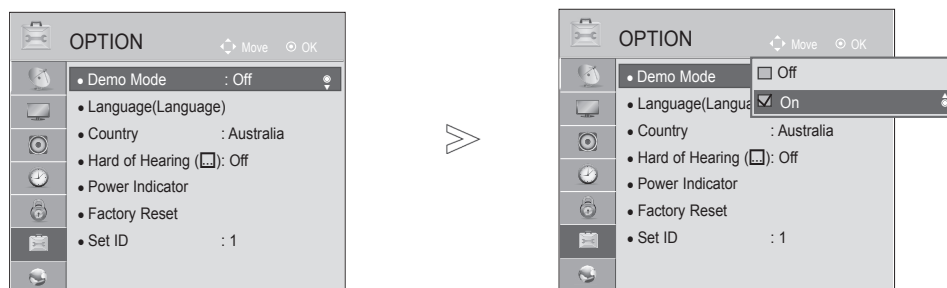 OPTION
Move OK
• Demo Mode : Off
• Language(Language)
• Country : Australia
• Hard of Hearing ( ): Off
• Power Indicator
• Factory Reset
• Set ID : 1
>
OPTION
Move OK
• Demo Mode
Off
On
• Language(Langua
• Country : Australia
• Hard of Hearing ( ): Off
• Power Indicator
• Factory Reset
• Set ID : 1